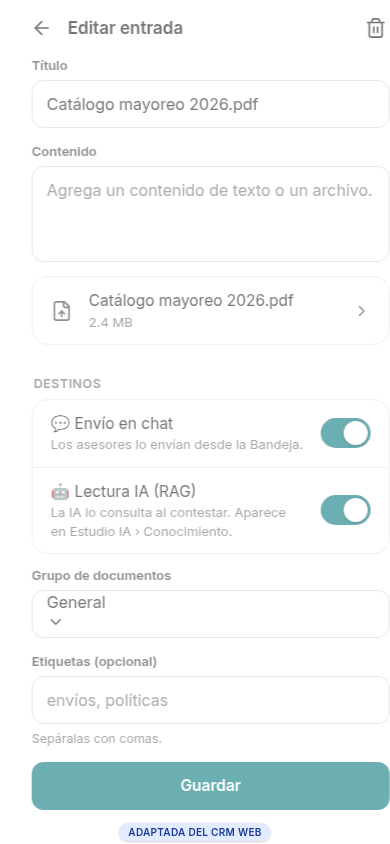 Editar entrada
Título
Catálogo mayoreo 2026.pdf
Contenido
Agrega un contenido de texto o un archivo.
Catálogo mayoreo 2026.pdf
2.4 MB
DESTINOS
💬 Envío en chat
Los asesores lo envían desde la Bandeja.
🤖 Lectura IA (RAG)
La IA lo consulta al contestar. Aparece
en Estudio IA › Conocimiento.
Grupo de documentos
General
Etiquetas (opcional)
envíos, políticas
Sepáralas con comas.
Guardar
ADAPTADA DEL CRM WEB